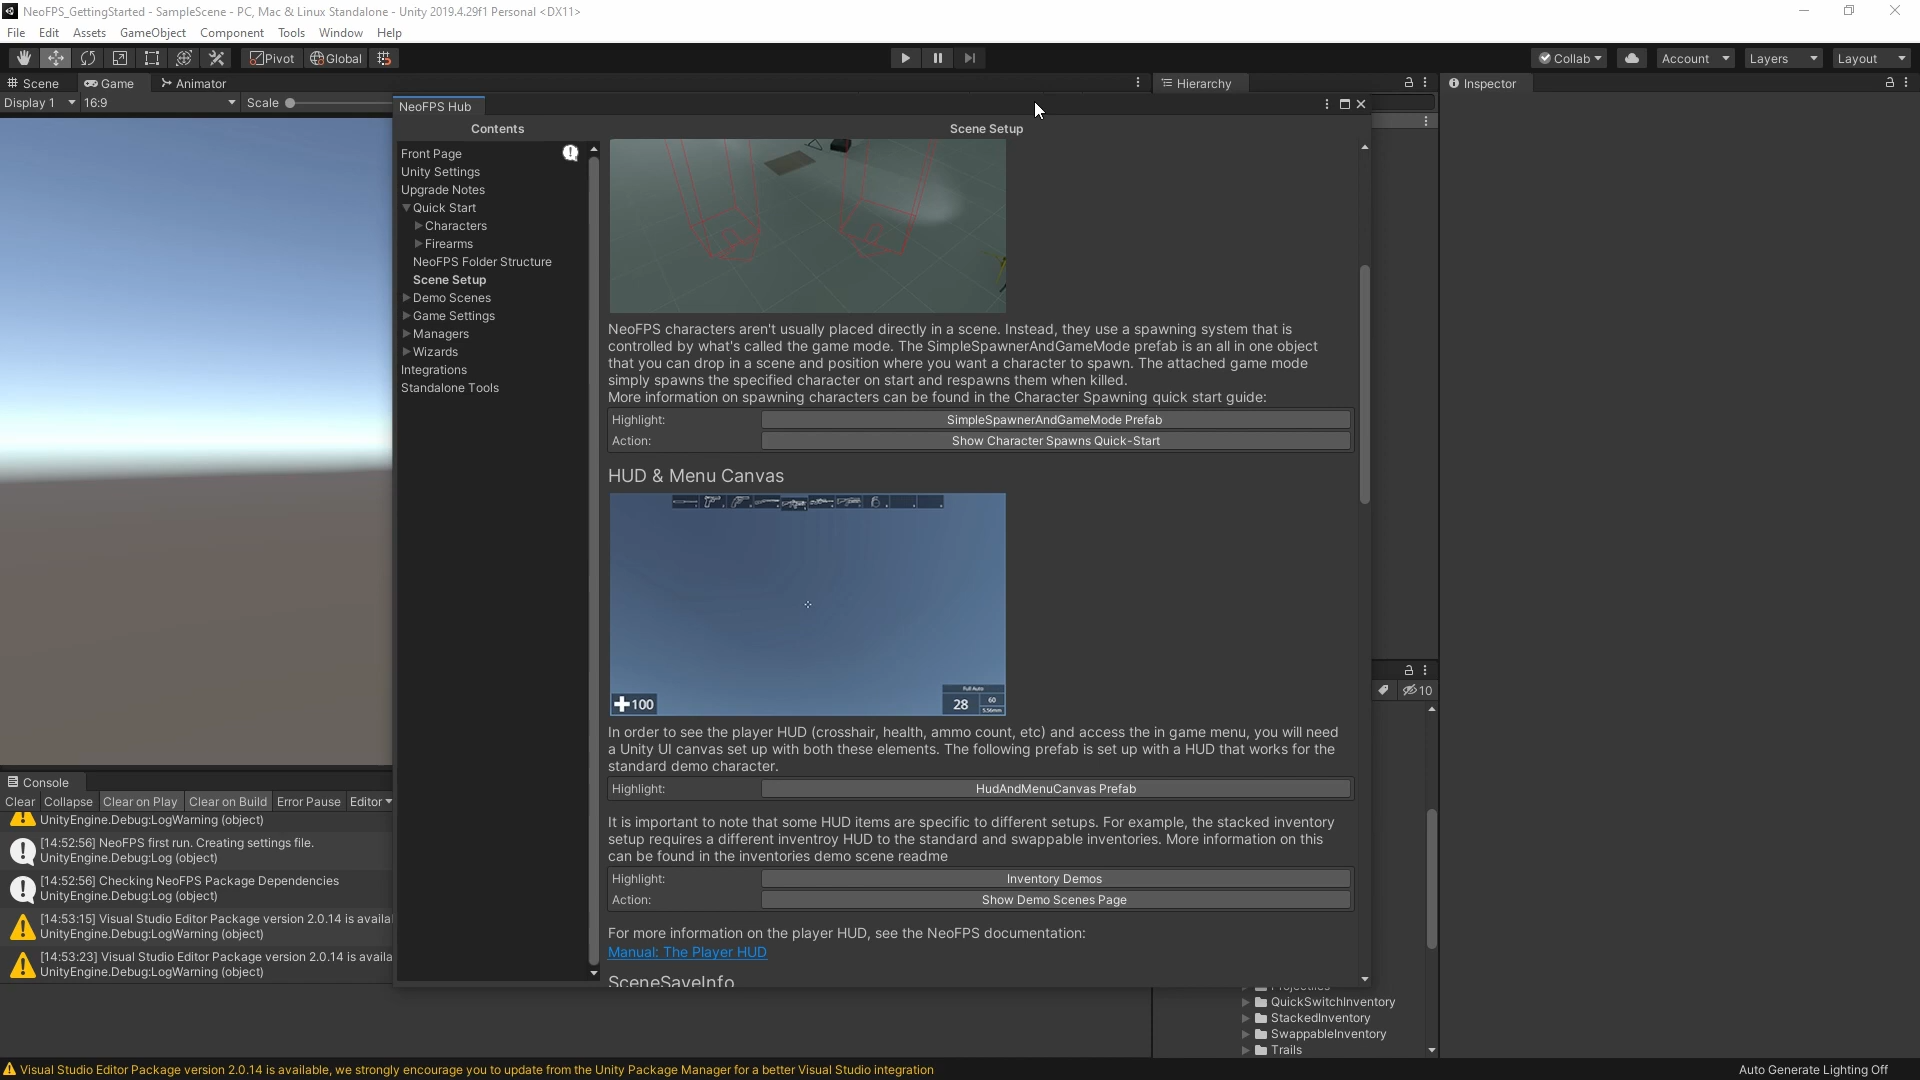 NeoFPS_GettingStarted - SampleScene - PC, Mac & Linux Standalone - Unity 2019.4.29f1 Personal <DX11>
File Edit Assets GameObject Component Tools Window Help
Pivot Global Collab Account Layers Layout
Scene Game Animator Hierarchy Inspector
Display 1 16:9 Scale
NeoFPS Hub
Contents
Front Page
Unity Settings
Upgrade Notes
Quick Start
Characters
Firearms
NeoFPS Folder Structure
Scene Setup
Demo Scenes
Game Settings
Managers
Wizards
Integrations
Standalone Tools
Scene Setup
NeoFPS characters aren't usually placed directly in a scene. Instead, they use a spawning system that is
controlled by what's called the game mode. The SimpleSpawnerAndGameMode prefab is an all in one object
that you can drop in a scene and position where you want a character to spawn. The attached game mode
simply spawns the specified character on start and respawns them when killed.
More information on spawning characters can be found in the Character Spawning quick start guide:
Highlight: SimpleSpawnerAndGameMode Prefab
Action: Show Character Spawns Quick-Start
HUD & Menu Canvas
100
Full Auto
28 60
5.56mm
In order to see the player HUD (crosshair, health, ammo count, etc) and access the in game menu, you will need
a Unity UI canvas set up with both these elements. The following prefab is set up with a HUD that works for the
standard demo character.
Highlight: HudAndMenuCanvas Prefab
It is important to note that some HUD items are specific to different setups. For example, the stacked inventory
setup requires a different inventroy HUD to the standard and swappable inventories. More information on this
can be found in the inventories demo scene readme
Highlight: Inventory Demos
Action: Show Demo Scenes Page
For more information on the player HUD, see the NeoFPS documentation:
Manual: The Player HUD
SceneSaveInfo
10
Projectiles
QuickSwitchInventory
StackedInventory
SwappableInventory
Trails
Console
Clear Collapse Clear on Play Clear on Build Error Pause Editor
UnityEngine.Debug:LogWarning (object)
[14:52:56] NeoFPS first run. Creating settings file.
UnityEngine.Debug:Log (object)
[14:52:56] Checking NeoFPS Package Dependencies
UnityEngine.Debug:Log (object)
[14:53:15] Visual Studio Editor Package version 2.0.14 is availa
UnityEngine.Debug:LogWarning (object)
[14:53:23] Visual Studio Editor Package version 2.0.14 is availa
UnityEngine.Debug:LogWarning (object)
Visual Studio Editor Package version 2.0.14 is available, we strongly encourage you to update from the Unity Package Manager for a better Visual Studio integration
Auto Generate Lighting Off